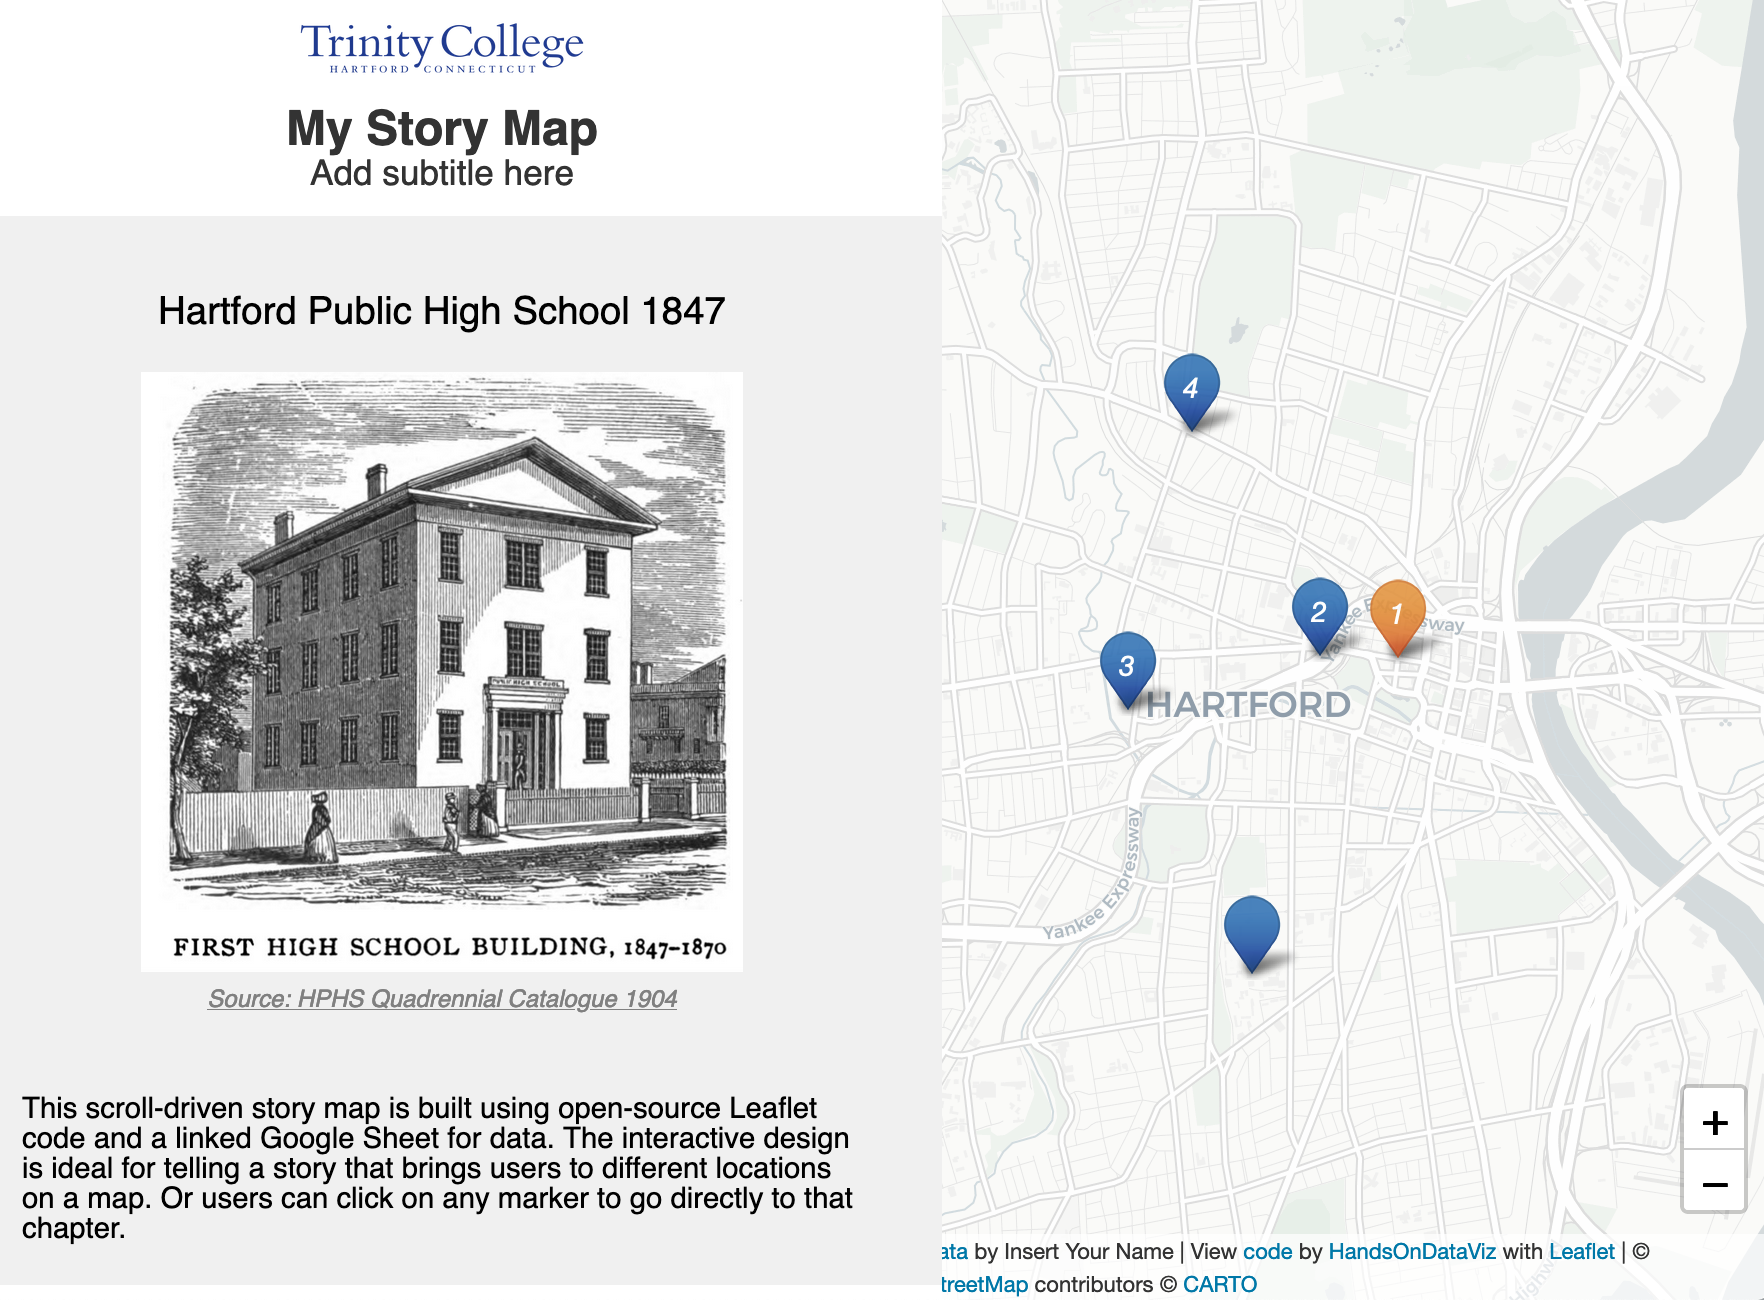 Trinity College
HARTFORD CONNECTICUT
My Story Map
Add subtitle here
Hartford Public High School 1847
PUBLIC HIGH SCHOOL
FIRST HIGH SCHOOL BUILDING, 1847–1870
Source: HPHS Quadrennial Catalogue 1904
This scroll-driven story map is built using open-source Leaflet
code and a linked Google Sheet for data. The interactive design
is ideal for telling a story that brings users to different locations
on a map. Or users can click on any marker to go directly to that
chapter.
4
2
1
3
HARTFORD
Yankee Expressway
+
−
by Insert Your Name | View code by HandsOnDataViz with Leaflet | ©
contributors © CARTO